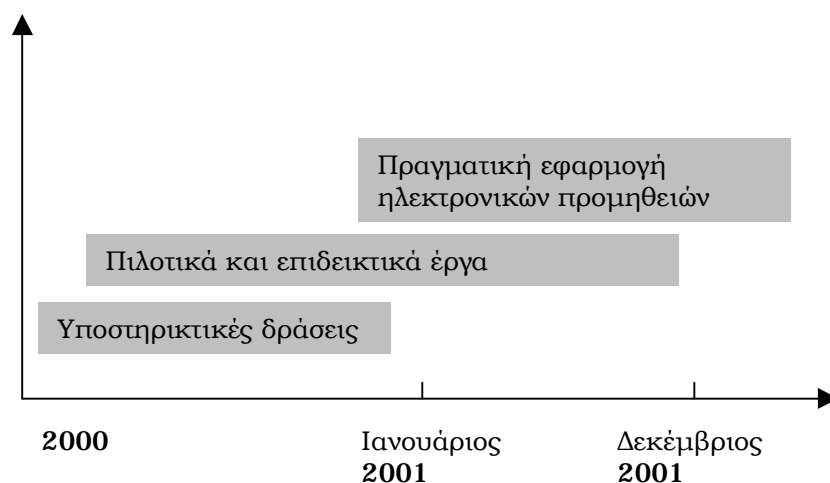 Πραγματική εφαρμογή
ηλεκτρονικών προμηθειών
Πιλοτικά και επιδεικτικά έργα
Υποστηρικτικές δράσεις
2000 Ιανουάριος Δεκέμβριος
2001 2001